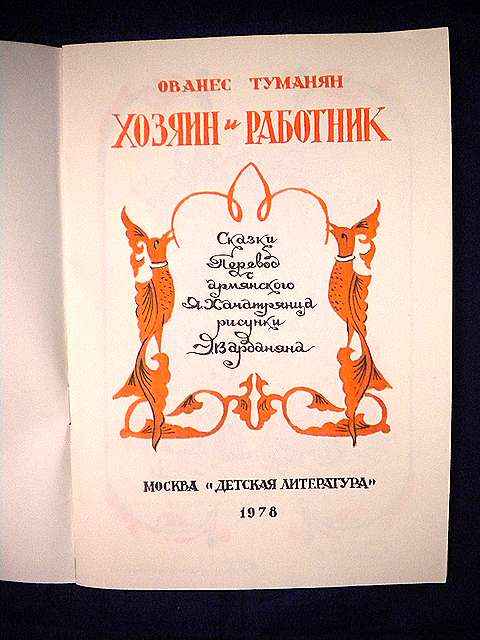 ОВАНЕС ТУМАНЯН
ХОЗЯИН и РАБОТНИК
Сказки
Перевод
с
армянского
Я. Хачатрянца
рисунки
Э. Варданяна
МОСКВА «ДЕТСКАЯ ЛИТЕРАТУРА»
1978